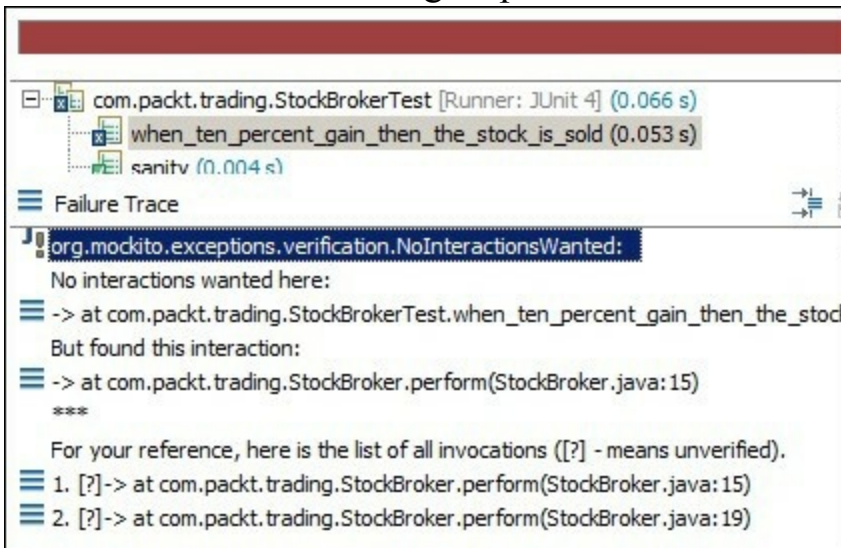 com.packt.trading.StockBrokerTest [Runner: JUnit 4] (0.066 s)
when_ten_percent_gain_then_the_stock_is_sold (0.053 s)
sanity (0.004 s)
Failure Trace
org.mockito.exceptions.verification.NoInteractionsWanted:
No interactions wanted here:
-> at com.packt.trading.StockBrokerTest.when_ten_percent_gain_then_the_stoc
But found this interaction:
-> at com.packt.trading.StockBroker.perform(StockBroker.java:15)
***
For your reference, here is the list of all invocations ([?] - means unverified).
1. [?]-> at com.packt.trading.StockBroker.perform(StockBroker.java:15)
2. [?]-> at com.packt.trading.StockBroker.perform(StockBroker.java:19)